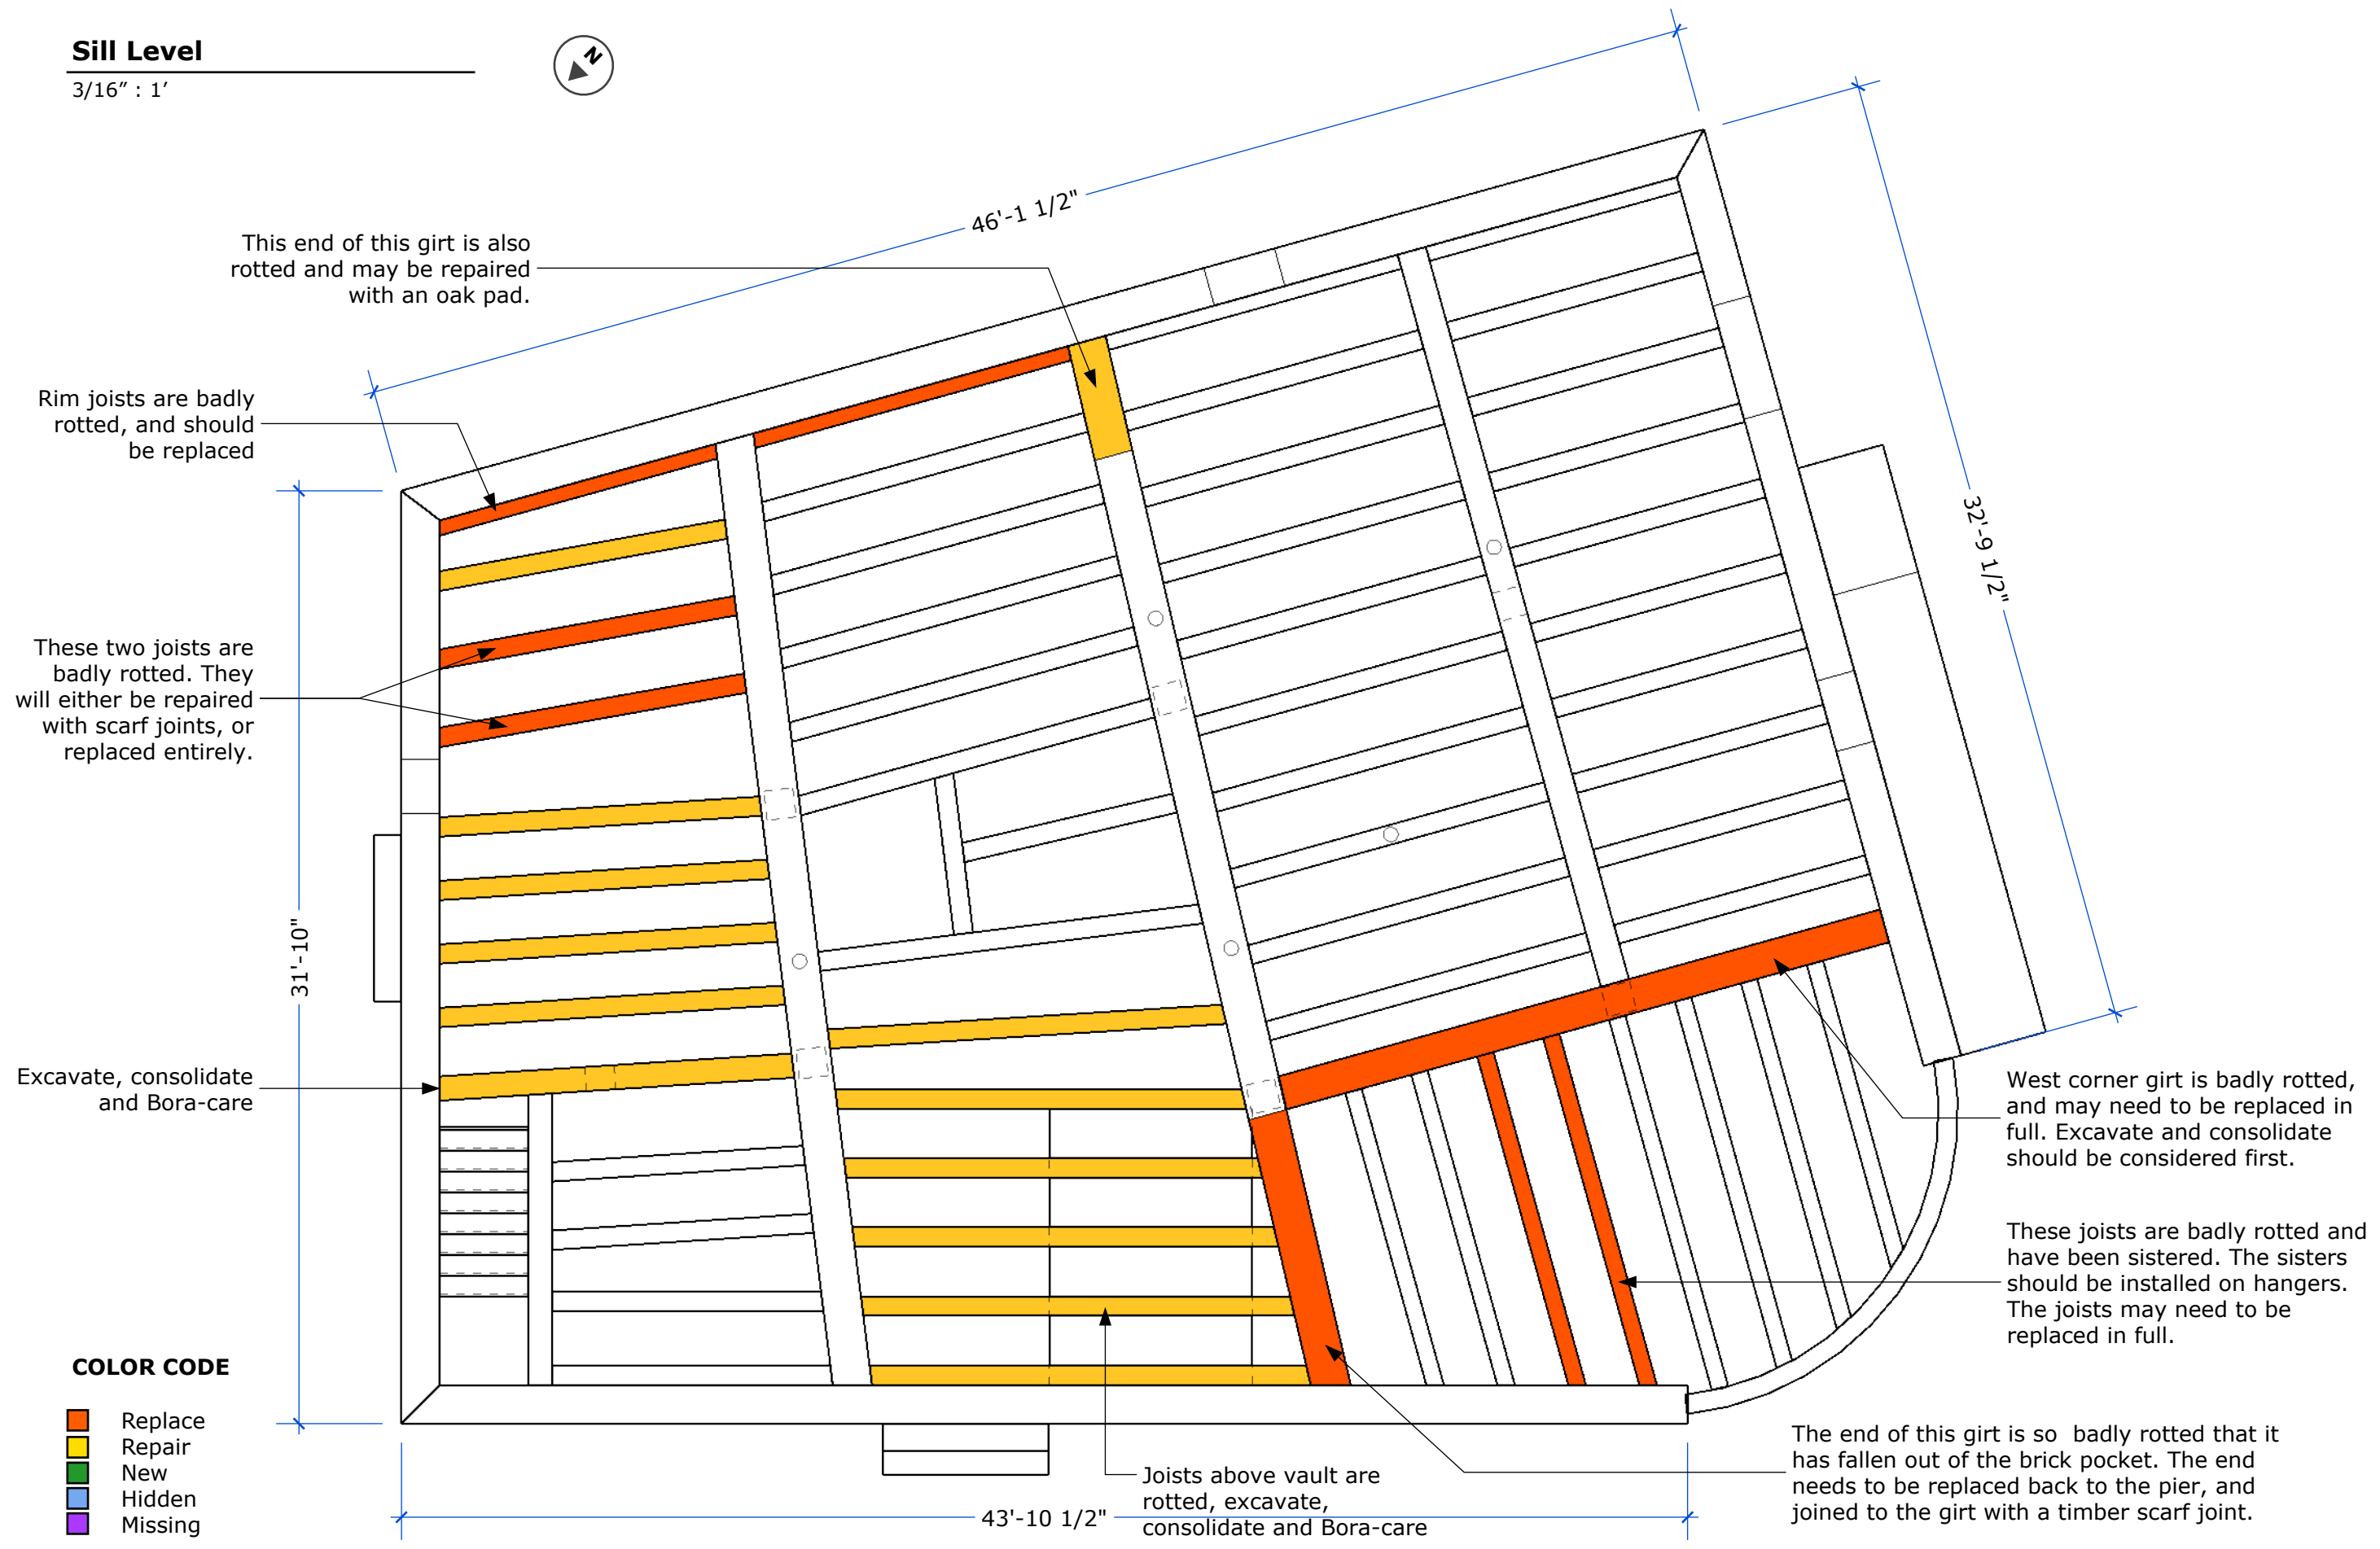 Sill Level
3/16” : 1’
N
46'-1 1/2"
This end of this girt is also
rotted and may be repaired
with an oak pad.
Rim joists are badly
rotted, and should
be replaced
32'-9 1/2"
These two joists are
badly rotted. They
will either be repaired
with scarf joints, or
replaced entirely.
31'-10"
Excavate, consolidate
and Bora-care
West corner girt is badly rotted,
and may need to be replaced in
full. Excavate and consolidate
should be considered first.
These joists are badly rotted and
have been sistered. The sisters
should be installed on hangers.
The joists may need to be
replaced in full.
COLOR CODE
Replace
Repair
New
Hidden
Missing
Joists above vault are
rotted, excavate,
consolidate and Bora-care
43'-10 1/2"
The end of this girt is so  badly rotted that it
has fallen out of the brick pocket. The end
needs to be replaced back to the pier, and
joined to the girt with a timber scarf joint.